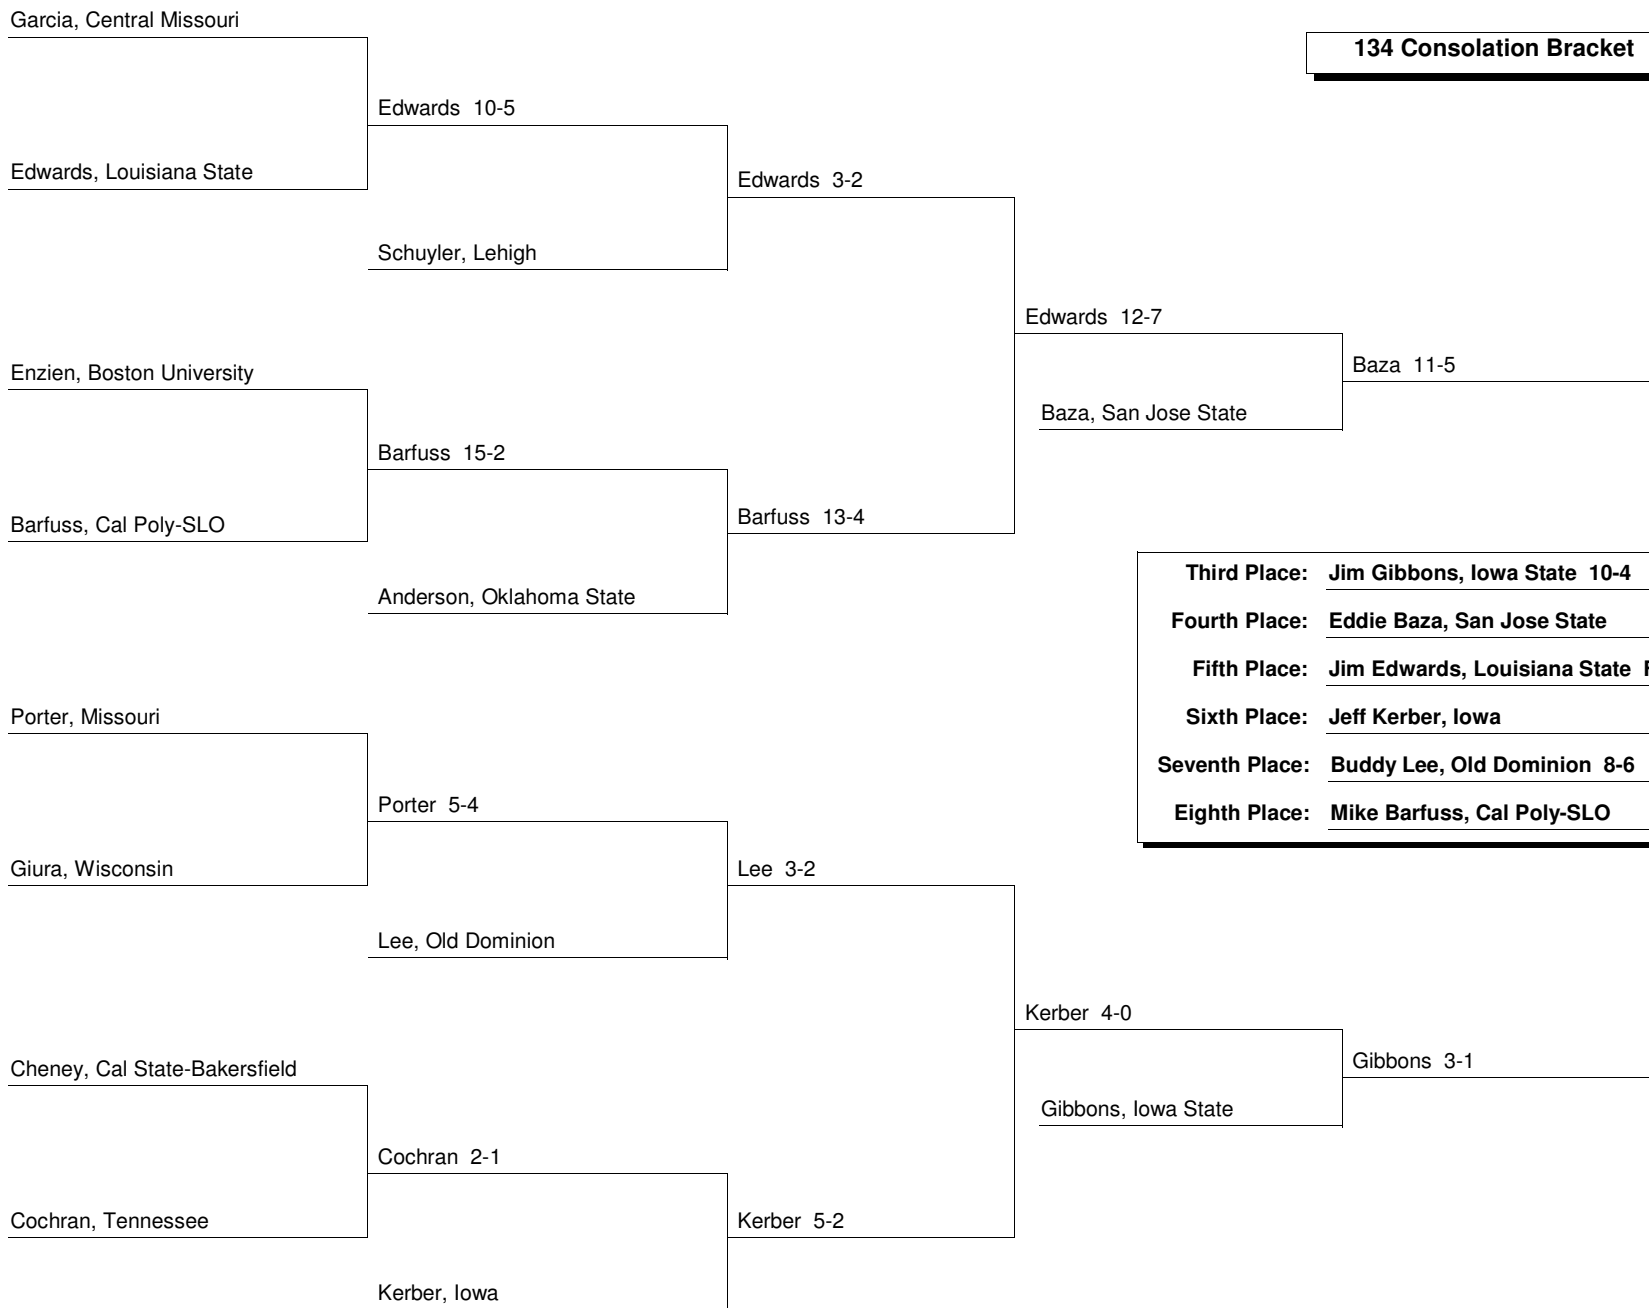 Garcia, Central Missouri
134 Consolation Bracket
Edwards 10-5
Edwards, Louisiana State
Edwards 3-2
Schuyler, Lehigh
Edwards 12-7
Enzien, Boston University
Baza 11-5
Baza, San Jose State
Barfuss 15-2
Barfuss, Cal Poly-SLO
Barfuss 13-4
Anderson, Oklahoma State
Third Place: Jim Gibbons, Iowa State 10-4
Fourth Place: Eddie Baza, San Jose State
Fifth Place: Jim Edwards, Louisiana State
Sixth Place: Jeff Kerber, Iowa
Seventh Place: Buddy Lee, Old Dominion 8-6
Eighth Place: Mike Barfuss, Cal Poly-SLO
Porter, Missouri
Porter 5-4
Giura, Wisconsin
Lee 3-2
Lee, Old Dominion
Kerber 4-0
Cheney, Cal State-Bakersfield
Gibbons 3-1
Gibbons, Iowa State
Cochran 2-1
Cochran, Tennessee
Kerber 5-2
Kerber, Iowa